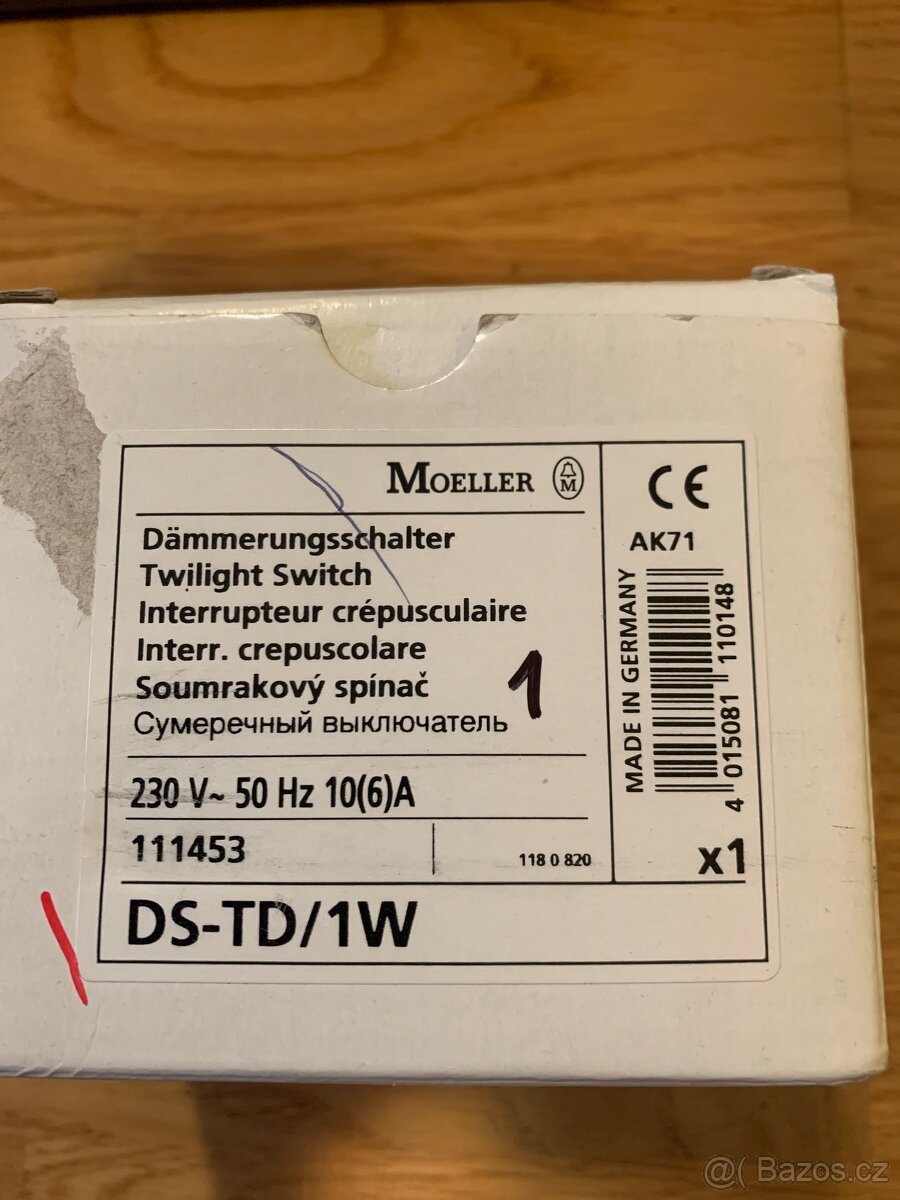 MOELLER
Dämmerungsschalter
Twilight Switch
Interrupteur crépusculaire
Interr. crepuscolare
Soumrakový spínač
Сумеречный выключатель
1
230 V~ 50 Hz 10(6)A
111453
118 0 820
DS-TD/1W
CE
AK71
MADE IN GERMANY
4 015081 110148
x1
@( Bazos.cz